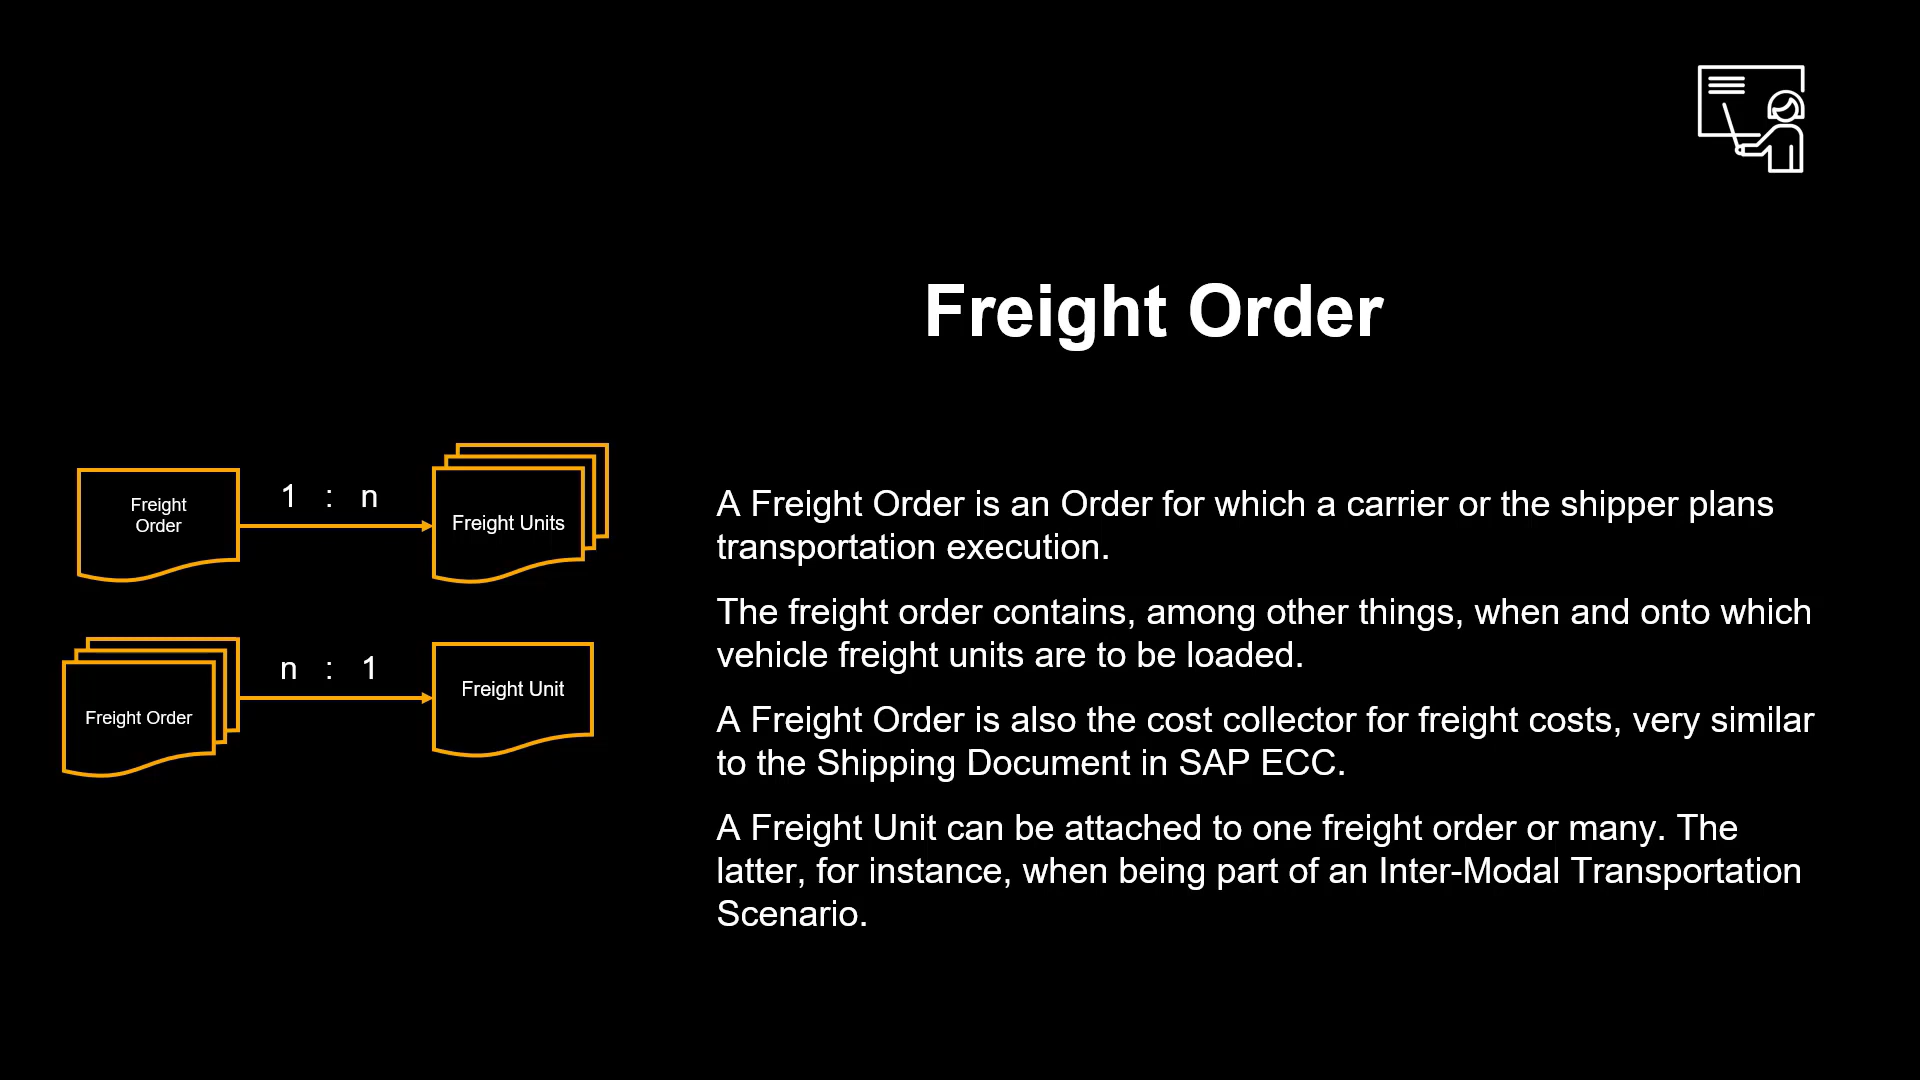 Freight Order
Freight
Order
1 : n
Freight Units
Freight Order
n : 1
Freight Unit
A Freight Order is an Order for which a carrier or the shipper plans
transportation execution.
The freight order contains, among other things, when and onto which
vehicle freight units are to be loaded.
A Freight Order is also the cost collector for freight costs, very similar
to the Shipping Document in SAP ECC.
A Freight Unit can be attached to one freight order or many. The
latter, for instance, when being part of an Inter-Modal Transportation
Scenario.